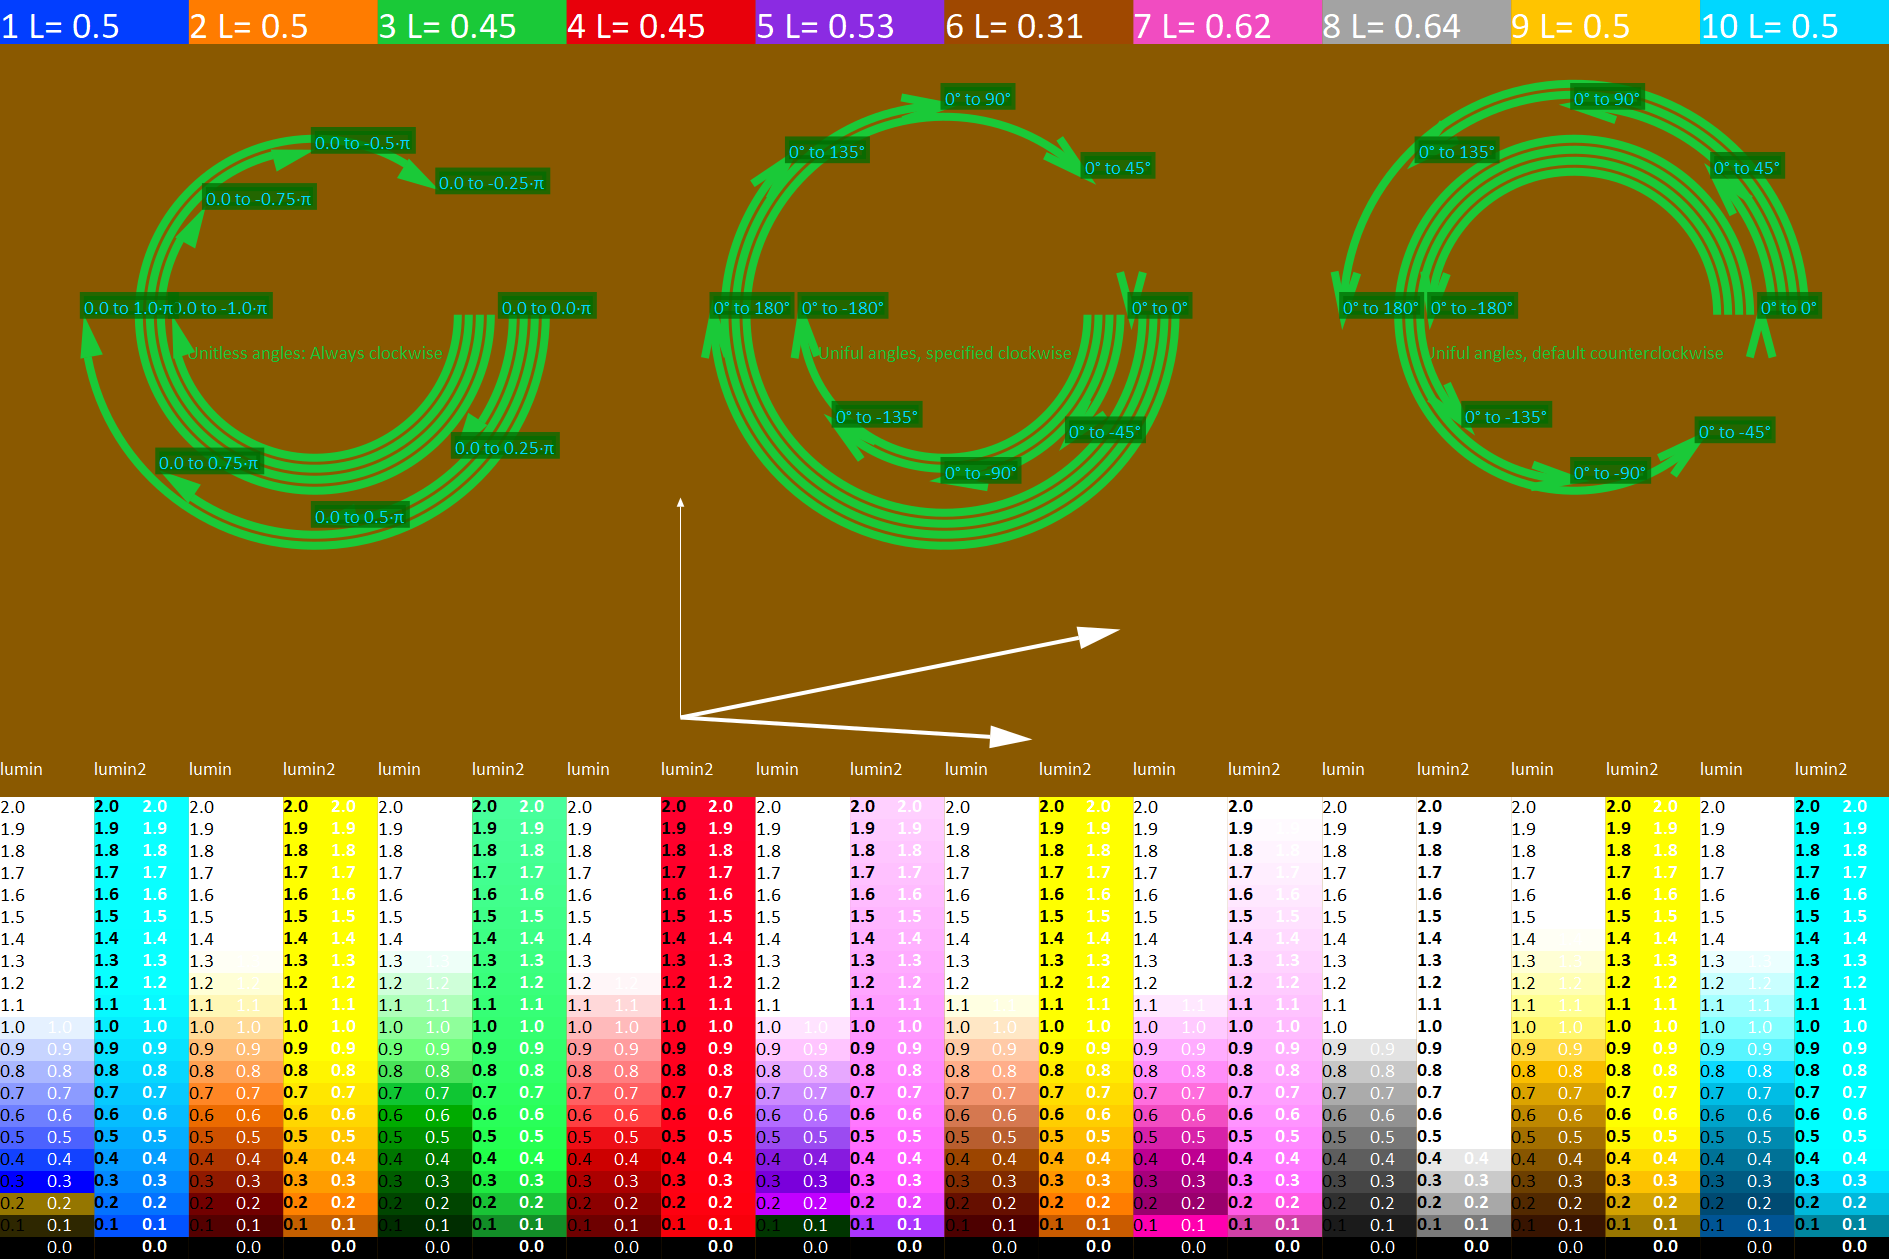 1 L= 0.5 2 L= 0.5 3 L= 0.45 4 L= 0.45 5 L= 0.53 6 L= 0.31 7 L= 0.62 8 L= 0.64 9 L= 0.5 10 L= 0.5
0.0 to -0.5·π
0.0 to -0.25·π
0.0 to -0.75·π
0.0 to 1.0·π
0.0 to -1.0·π
0.0 to 0.0·π
Unitless angles: Always clockwise
0.0 to 0.25·π
0.0 to 0.75·π
0.0 to 0.5·π
0° to 90°
0° to 135°
0° to 45°
0° to 180°
0° to -180°
0° to 0°
Uniful angles, specified clockwise
0° to -135°
0° to -45°
0° to -90°
0° to 90°
0° to 135°
0° to 45°
0° to 180°
0° to -180°
0° to 0°
Uniful angles, default counterclockwise
0° to -135°
0° to -45°
0° to -90°
lumin lumin2 lumin lumin2 lumin lumin2 lumin lumin2 lumin lumin2 lumin lumin2 lumin lumin2 lumin lumin2 lumin lumin2 lumin lumin2
2.0 2.0 2.0 2.0 2.0 2.0 2.0 2.0 2.0 2.0 2.0 2.0 2.0 2.0 2.0 2.0 2.0 2.0 2.0 2.0 2.0 2.0 2.0 2.0 2.0 2.0 2.0 2.0
1.9 1.9 1.9 1.9 1.9 1.9 1.9 1.9 1.9 1.9 1.9 1.9 1.9 1.9 1.9 1.9 1.9 1.9 1.9 1.9 1.9 1.9 1.9 1.9 1.9 1.9 1.9 1.9
1.8 1.8 1.8 1.8 1.8 1.8 1.8 1.8 1.8 1.8 1.8 1.8 1.8 1.8 1.8 1.8 1.8 1.8 1.8 1.8 1.8 1.8 1.8 1.8 1.8 1.8 1.8 1.8 1.8
1.7 1.7 1.7 1.7 1.7 1.7 1.7 1.7 1.7 1.7 1.7 1.7 1.7 1.7 1.7 1.7 1.7 1.7 1.7 1.7 1.7 1.7 1.7 1.7 1.7 1.7 1.7 1.7 1.7
1.6 1.6 1.6 1.6 1.6 1.6 1.6 1.6 1.6 1.6 1.6 1.6 1.6 1.6 1.6 1.6 1.6 1.6 1.6 1.6 1.6 1.6 1.6 1.6 1.6 1.6 1.6 1.6 1.6
1.5 1.5 1.5 1.5 1.5 1.5 1.5 1.5 1.5 1.5 1.5 1.5 1.5 1.5 1.5 1.5 1.5 1.5 1.5 1.5 1.5 1.5 1.5 1.5 1.5 1.5 1.5 1.5 1.5
1.4 1.4 1.4 1.4 1.4 1.4 1.4 1.4 1.4 1.4 1.4 1.4 1.4 1.4 1.4 1.4 1.4 1.4 1.4 1.4 1.4 1.4 1.4 1.4 1.4 1.4 1.4 1.4 1.4
1.3 1.3 1.3 1.3 1.3 1.3 1.3 1.3 1.3 1.3 1.3 1.3 1.3 1.3 1.3 1.3 1.3 1.3 1.3 1.3 1.3 1.3 1.3 1.3 1.3 1.3 1.3 1.3 1.3 1.3 1.3 1.3
1.2 1.2 1.2 1.2 1.2 1.2 1.2 1.2 1.2 1.2 1.2 1.2 1.2 1.2 1.2 1.2 1.2 1.2 1.2 1.2 1.2 1.2 1.2 1.2 1.2 1.2 1.2 1.2 1.2 1.2 1.2 1.2 1.2 1.2
1.1 1.1 1.1 1.1 1.1 1.1 1.1 1.1 1.1 1.1 1.1 1.1 1.1 1.1 1.1 1.1 1.1 1.1 1.1 1.1 1.1 1.1 1.1 1.1 1.1 1.1 1.1 1.1 1.1 1.1 1.1 1.1 1.1 1.1 1.1
1.0 1.0 1.0 1.0 1.0 1.0 1.0 1.0 1.0 1.0 1.0 1.0 1.0 1.0 1.0 1.0 1.0 1.0 1.0 1.0 1.0 1.0 1.0 1.0 1.0 1.0 1.0 1.0 1.0 1.0 1.0 1.0 1.0 1.0 1.0 1.0 1.0 1.0
0.9 0.9 0.9 0.9 0.9 0.9 0.9 0.9 0.9 0.9 0.9 0.9 0.9 0.9 0.9 0.9 0.9 0.9 0.9 0.9 0.9 0.9 0.9 0.9 0.9 0.9 0.9 0.9 0.9 0.9 0.9 0.9 0.9 0.9 0.9 0.9 0.9 0.9 0.9
0.8 0.8 0.8 0.8 0.8 0.8 0.8 0.8 0.8 0.8 0.8 0.8 0.8 0.8 0.8 0.8 0.8 0.8 0.8 0.8 0.8 0.8 0.8 0.8 0.8 0.8 0.8 0.8 0.8 0.8 0.8 0.8 0.8 0.8 0.8 0.8 0.8 0.8 0.8
0.7 0.7 0.7 0.7 0.7 0.7 0.7 0.7 0.7 0.7 0.7 0.7 0.7 0.7 0.7 0.7 0.7 0.7 0.7 0.7 0.7 0.7 0.7 0.7 0.7 0.7 0.7 0.7 0.7 0.7 0.7 0.7 0.7 0.7 0.7 0.7 0.7 0.7 0.7
0.6 0.6 0.6 0.6 0.6 0.6 0.6 0.6 0.6 0.6 0.6 0.6 0.6 0.6 0.6 0.6 0.6 0.6 0.6 0.6 0.6 0.6 0.6 0.6 0.6 0.6 0.6 0.6 0.6 0.6 0.6 0.6 0.6 0.6 0.6 0.6 0.6 0.6 0.6
0.5 0.5 0.5 0.5 0.5 0.5 0.5 0.5 0.5 0.5 0.5 0.5 0.5 0.5 0.5 0.5 0.5 0.5 0.5 0.5 0.5 0.5 0.5 0.5 0.5 0.5 0.5 0.5 0.5 0.5 0.5 0.5 0.5 0.5 0.5 0.5 0.5 0.5 0.5
0.4 0.4 0.4 0.4 0.4 0.4 0.4 0.4 0.4 0.4 0.4 0.4 0.4 0.4 0.4 0.4 0.4 0.4 0.4 0.4 0.4 0.4 0.4 0.4 0.4 0.4 0.4 0.4 0.4 0.4 0.4 0.4 0.4 0.4 0.4 0.4 0.4 0.4 0.4 0.4
0.3 0.3 0.3 0.3 0.3 0.3 0.3 0.3 0.3 0.3 0.3 0.3 0.3 0.3 0.3 0.3 0.3 0.3 0.3 0.3 0.3 0.3 0.3 0.3 0.3 0.3 0.3 0.3 0.3 0.3 0.3 0.3 0.3 0.3 0.3 0.3 0.3 0.3 0.3 0.3
0.2 0.2 0.2 0.2 0.2 0.2 0.2 0.2 0.2 0.2 0.2 0.2 0.2 0.2 0.2 0.2 0.2 0.2 0.2 0.2 0.2 0.2 0.2 0.2 0.2 0.2 0.2 0.2 0.2 0.2 0.2 0.2 0.2 0.2 0.2 0.2 0.2 0.2 0.2 0.2
0.1 0.1 0.1 0.1 0.1 0.1 0.1 0.1 0.1 0.1 0.1 0.1 0.1 0.1 0.1 0.1 0.1 0.1 0.1 0.1 0.1 0.1 0.1 0.1 0.1 0.1 0.1 0.1 0.1 0.1 0.1 0.1 0.1 0.1 0.1 0.1 0.1 0.1 0.1 0.1
0.0 0.0 0.0 0.0 0.0 0.0 0.0 0.0 0.0 0.0 0.0 0.0 0.0 0.0 0.0 0.0 0.0 0.0 0.0 0.0